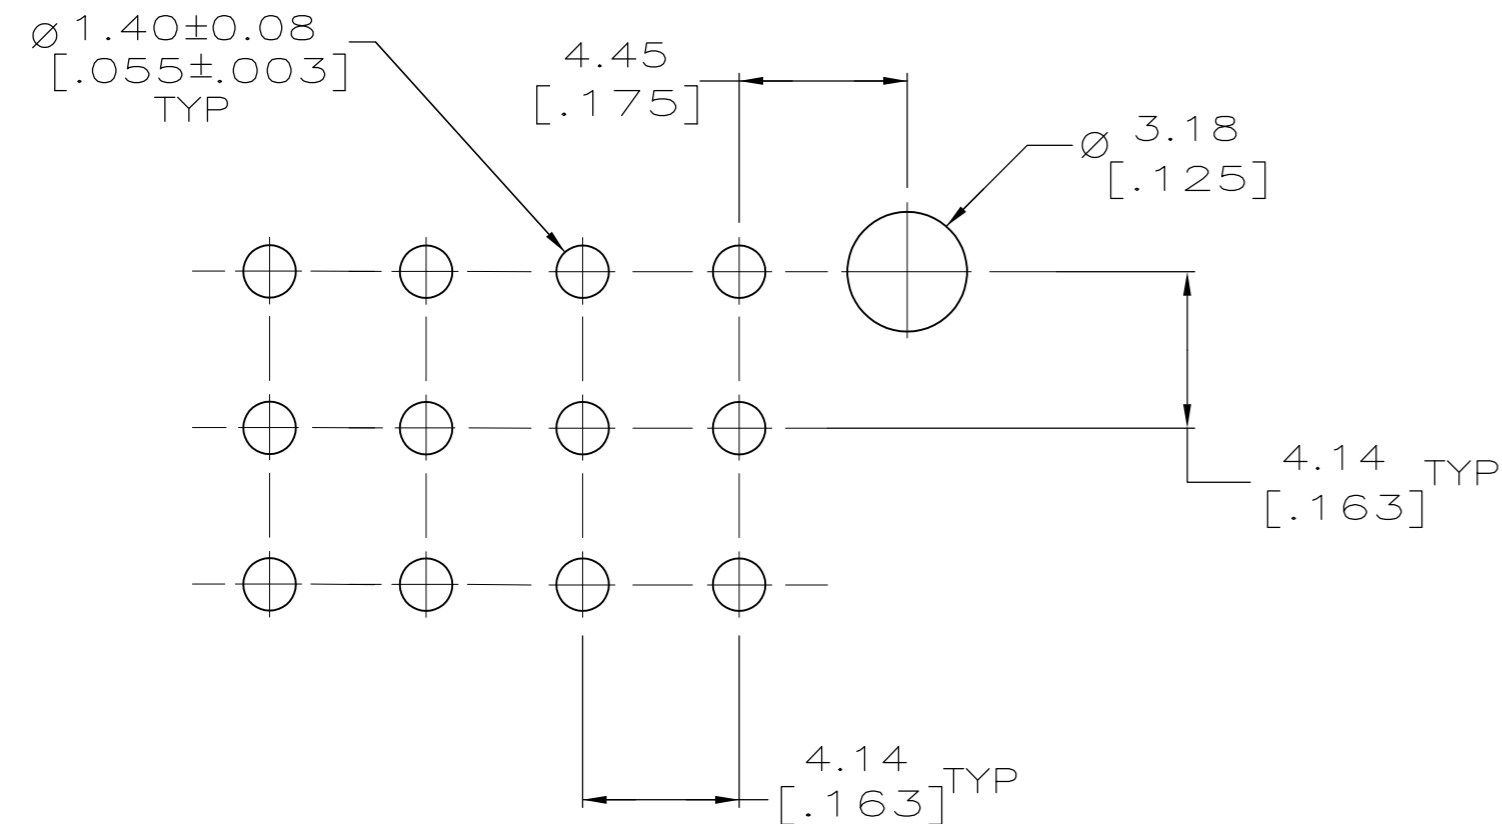 ⌀ 1.40±0.08
[.055±.003]
TYP
4.45
[.175]
⌀ 3.18
[.125]
4.14 TYP
[.163]
4.14 TYP
[.163]